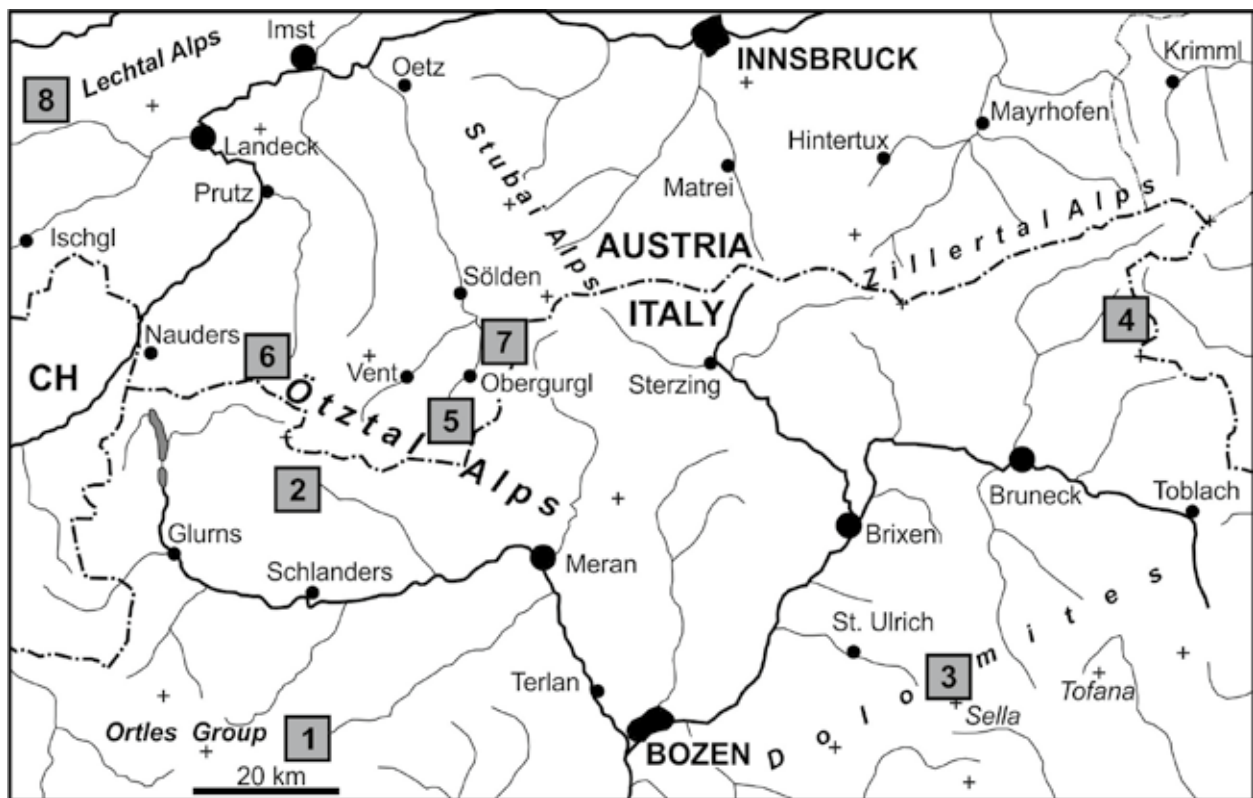 Imst
INNSBRUCK
Krimml
Lechtal Alps
Oetz
8
Mayrhofen
Landeck
Hintertux
Stubai Alps
Matrei
Prutz
Ischgl
AUSTRIA
Zillertal Alps
Sölden
ITALY
4
Nauders
7
6
CH
Vent
Obergurgl
Sterzing
Ötztal Alps
5
2
Bruneck
Toblach
Glurns
Brixen
Meran
Schlanders
St. Ulrich
Dolomites
3
Terlan
Tofana
Sella
Ortles Group
1
BOZEN
20 km